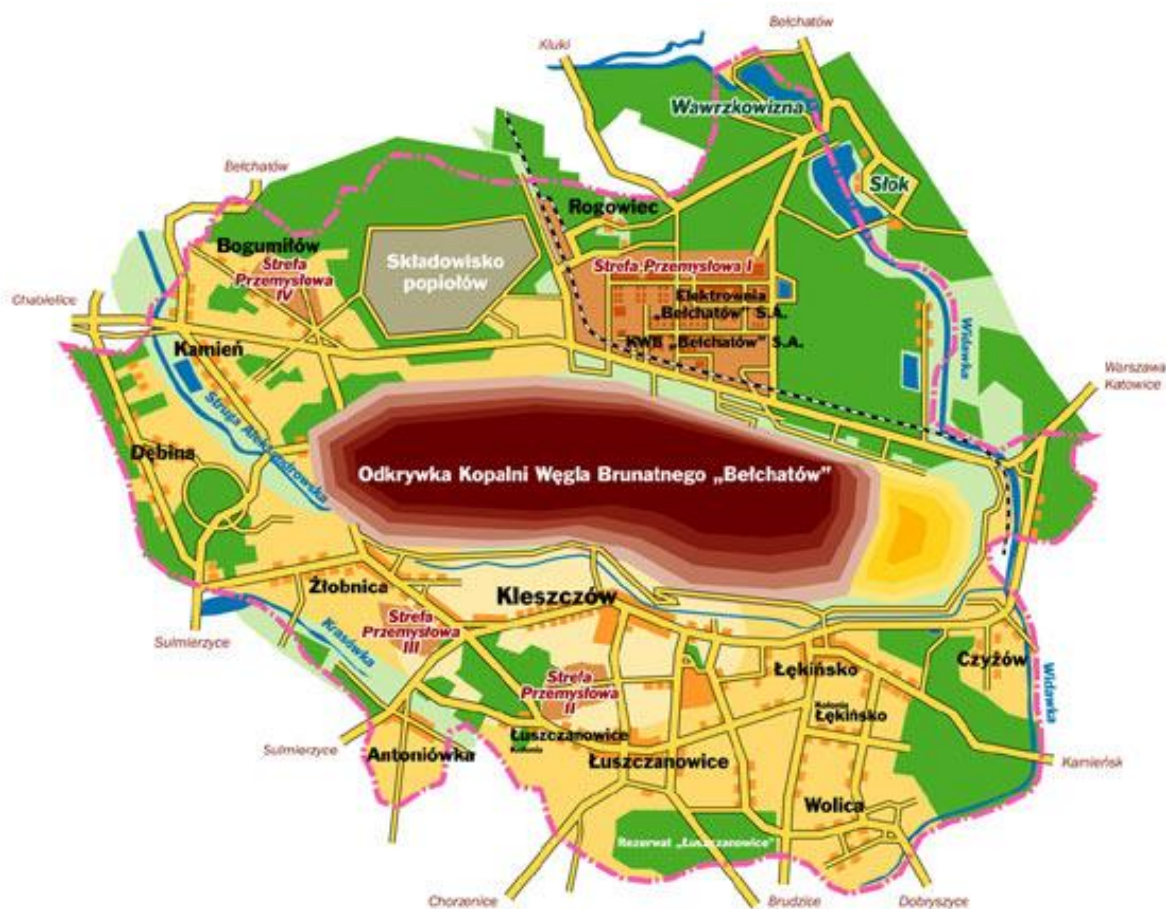 Bełchatów
Kluki
Wawrzkowizna
Bełchatów
Słok
Rogowiec
Bogumiłów
Składowisko
popiołów
Strefa
Przemysłowa
IV
Strefa Przemysłowa I
Elektrownia
„Bełchatów” S.A.
Chabielice
KWB „Bełchatów” S.A.
Widawka
Kamień
Warszawa
Katowice
Struga Aleksandrowska
Dębina
Odkrywka Kopalni Węgla Brunatnego „Bełchatów”
Żłobnica
Kleszczów
Strefa
Przemysłowa
III
Sulmierzyce
Krasówka
Łękińsko
Czyżów
Strefa
Przemysłowa
II
Widawka
Kolonia
Łękińsko
Sulmierzyce
Antoniówka
Łuszczanowice
Kolonia
Łuszczanowice
Kamieńsk
Wolica
Rezerwat „Łuszczanowice”
Chorzenice
Brudzice
Dobryszyce